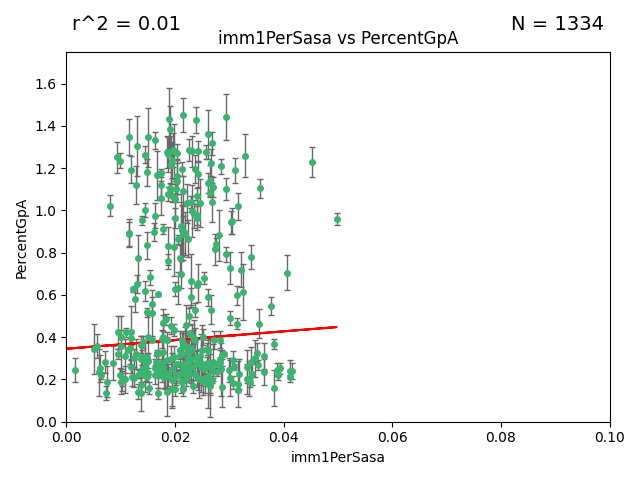 r^2 = 0.01
N = 1334
imm1PerSasa vs PercentGpA
PercentGpA
1.6
1.4
1.2
1.0
0.8
0.6
0.4
0.2
0.0
0.00 0.02 0.04 0.06 0.08 0.10
imm1PerSasa